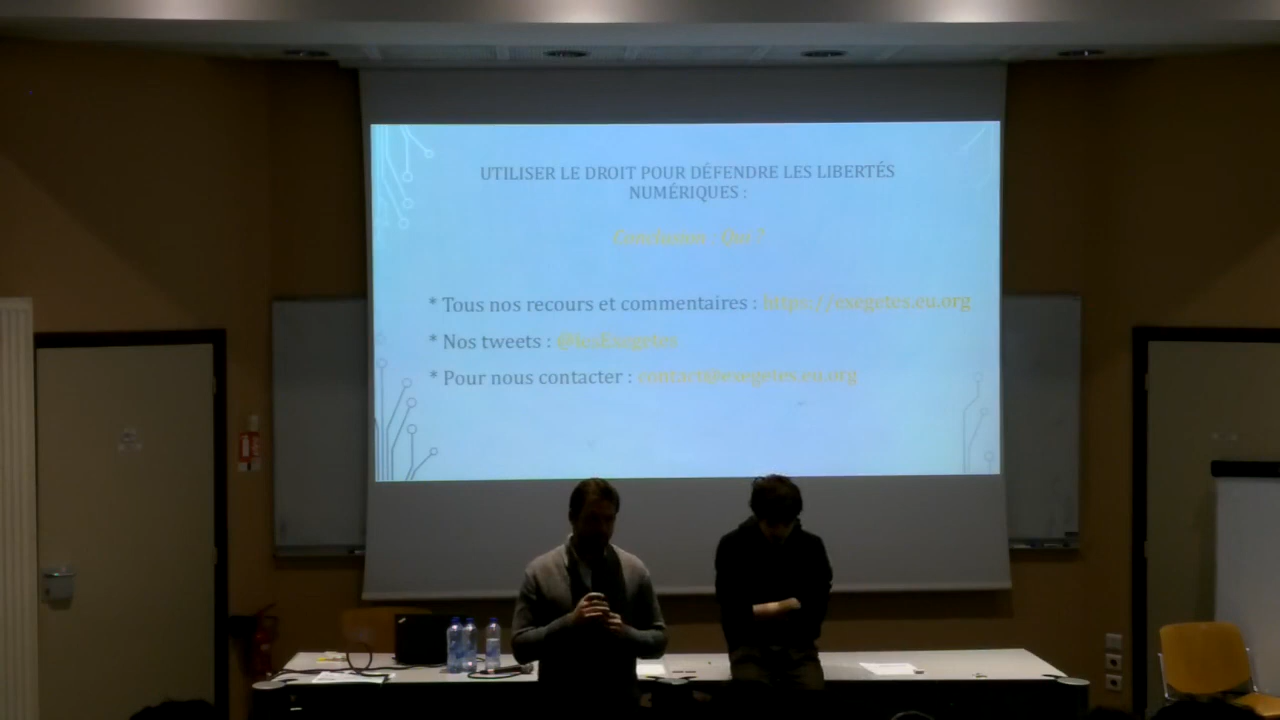 UTILISER LE DROIT POUR DÉFENDRE LES LIBERTÉS
NUMÉRIQUES :
Conclusion : Qui ?
* Tous nos recours et commentaires : https://exegetes.eu.org
* Nos tweets : @lesExegetes
* Pour nous contacter : contact@exegetes.eu.org